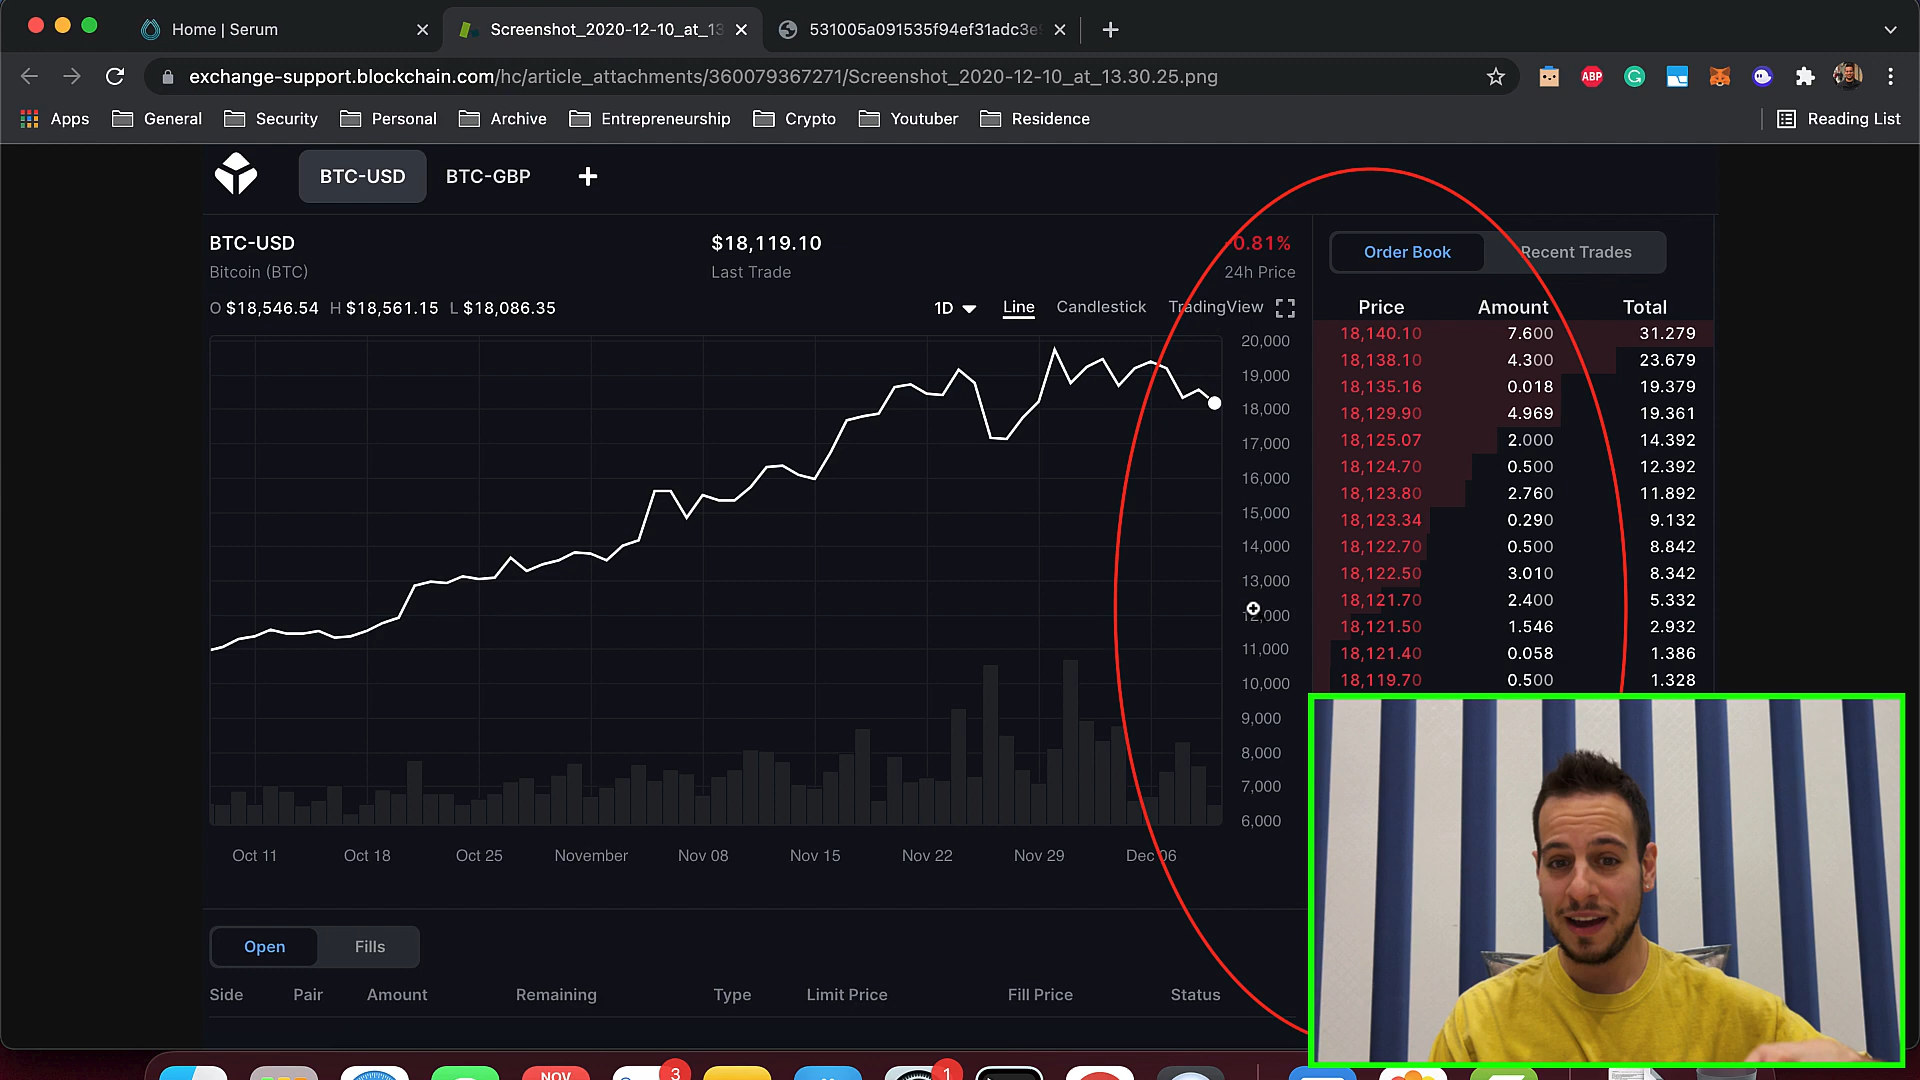 Home | Serum
Screenshot_2020-12-10_at_13
531005a091535f94ef31adc3e9
exchange-support.blockchain.com/hc/article_attachments/360079367271/Screenshot_2020-12-10_at_13.30.25.png
ABP
Apps General Security Personal Archive Entrepreneurship Crypto Youtuber Residence Reading List
BTC-USD BTC-GBP +
BTC-USD $18,119.10 0.81%
Bitcoin (BTC) Last Trade 24h Price
Order Book Recent Trades
O $18,546.54 H $18,561.15 L $18,086.35 1D Line Candlestick TradingView
Price Amount Total
18,140.10 7.600 31.279
18,138.10 4.300 23.679
18,135.16 0.018 19.379
18,129.90 4.969 19.361
18,125.07 2.000 14.392
18,124.70 0.500 12.392
18,123.80 2.760 11.892
18,123.34 0.290 9.132
18,122.70 0.500 8.842
18,122.50 3.010 8.342
18,121.70 2.400 5.332
18,121.50 1.546 2.932
18,121.40 0.058 1.386
18,119.70 0.500 1.328
20,000
19,000
18,000
17,000
16,000
15,000
14,000
13,000
12,000
11,000
10,000
9,000
8,000
7,000
6,000
Oct 11 Oct 18 Oct 25 November Nov 08 Nov 15 Nov 22 Nov 29 Dec 06
Open Fills
Side Pair Amount Remaining Type Limit Price Fill Price Status
NOV 3 1